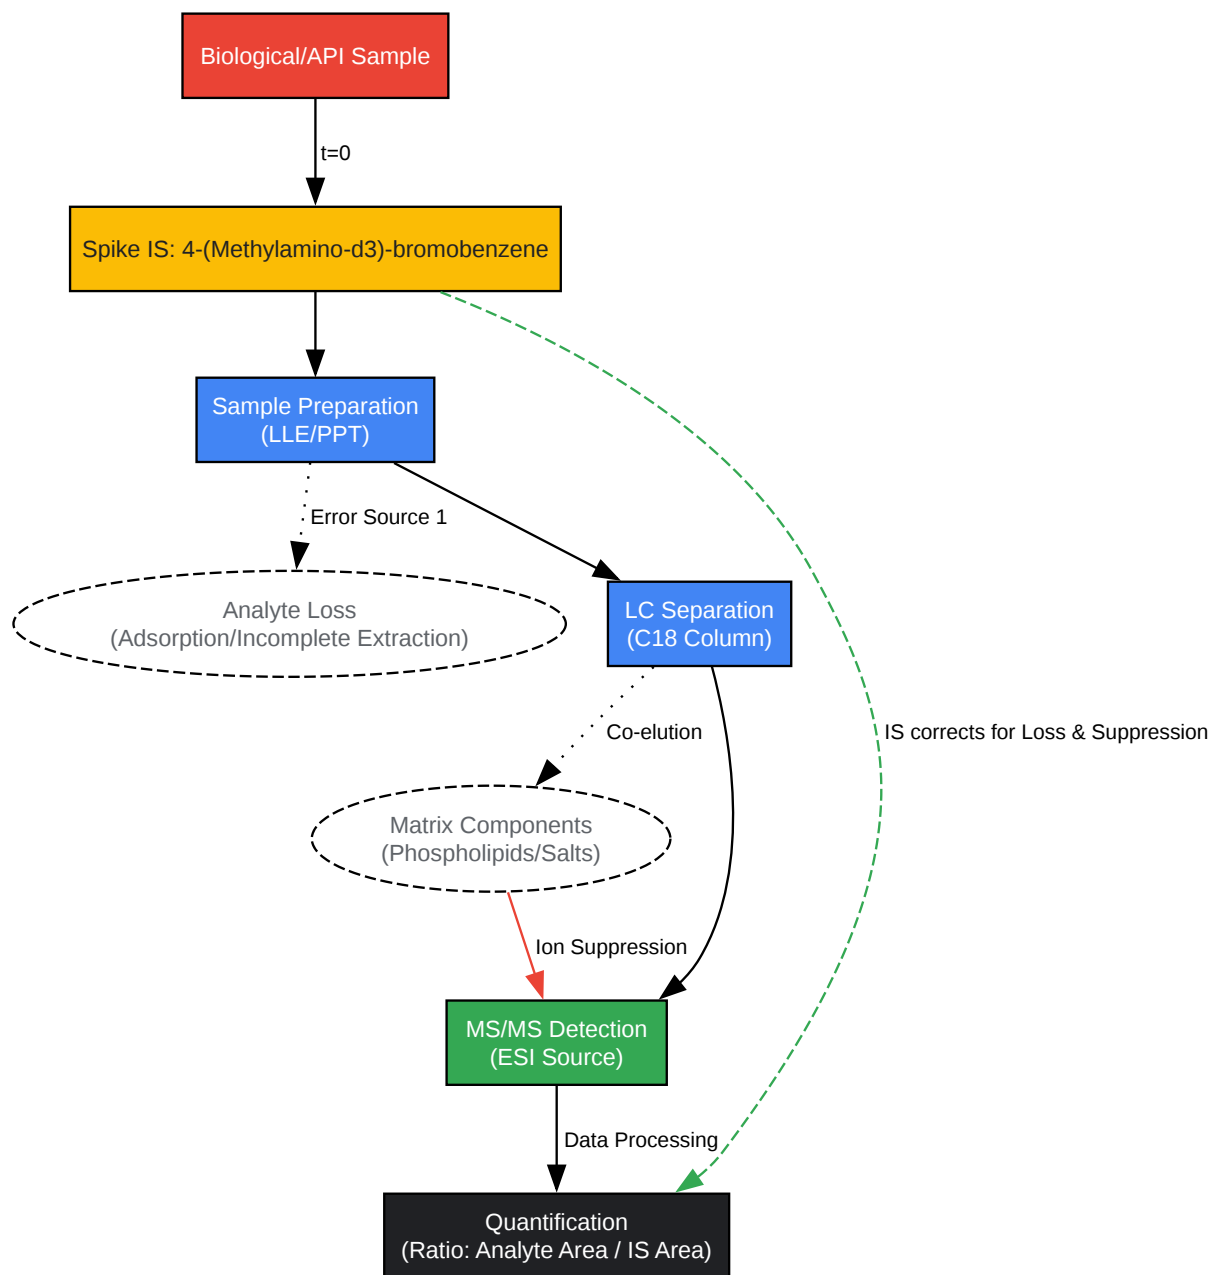 Biological/API Sample
t=0
Spike IS: 4-(Methylamino-d3)-bromobenzene
Sample Preparation
(LLE/PPT)
Error Source 1
Analyte Loss
(Adsorption/Incomplete Extraction)
LC Separation
(C18 Column)
Co-elution
IS corrects for Loss & Suppression
Matrix Components
(Phospholipids/Salts)
Ion Suppression
MS/MS Detection
(ESI Source)
Data Processing
Quantification
(Ratio: Analyte Area / IS Area)